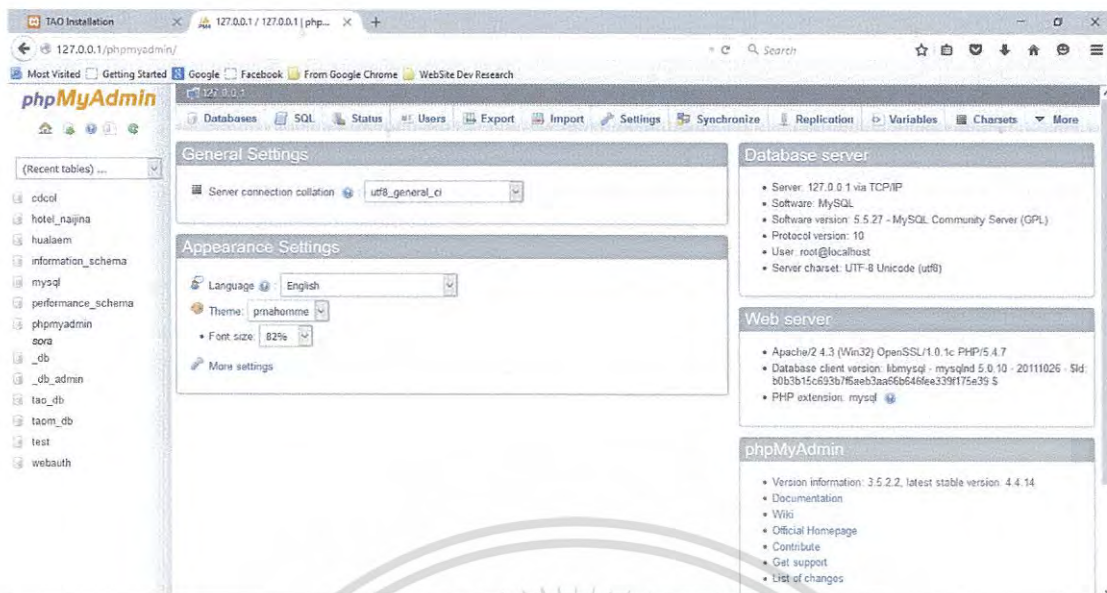 TAO Installation
127.0.0.1 / 127.0.0.1 | php...
127.0.0.1/phpmyadmin/
Search
Most Visited Getting Started Google Facebook From Google Chrome WebSite Dev Research
phpMyAdmin
(Recent tables) ...
cdcol
hotel_naijina
hualaem
information_schema
mysql
performance_schema
phpmyadmin
sora
_db
_db_admin
tao_db
taom_db
test
webauth
127.0.0.1
Databases SQL Status Users Export Import Settings Synchronize Replication Variables Charsets More
General Settings
Server connection collation : utf8_general_ci
Appearance Settings
Language : English
Theme: pmahomme
Font size: 82%
More settings
Database server
Server: 127.0.0.1 via TCP/IP
Software: MySQL
Software version: 5.5.27 - MySQL Community Server (GPL)
Protocol version: 10
User: root@localhost
Server charset: UTF-8 Unicode (utf8)
Web server
Apache/2.4.3 (Win32) OpenSSL/1.0.1c PHP/5.4.7
Database client version: libmysql - mysqlnd 5.0.10 - 20111026 - $Id:
b0b3b15c693b7f6aeb3aa66b646fee339f175e39 $
PHP extension: mysql
phpMyAdmin
Version information: 3.5.2.2, latest stable version: 4.4.14
Documentation
Wiki
Official Homepage
Contribute
Get support
List of changes